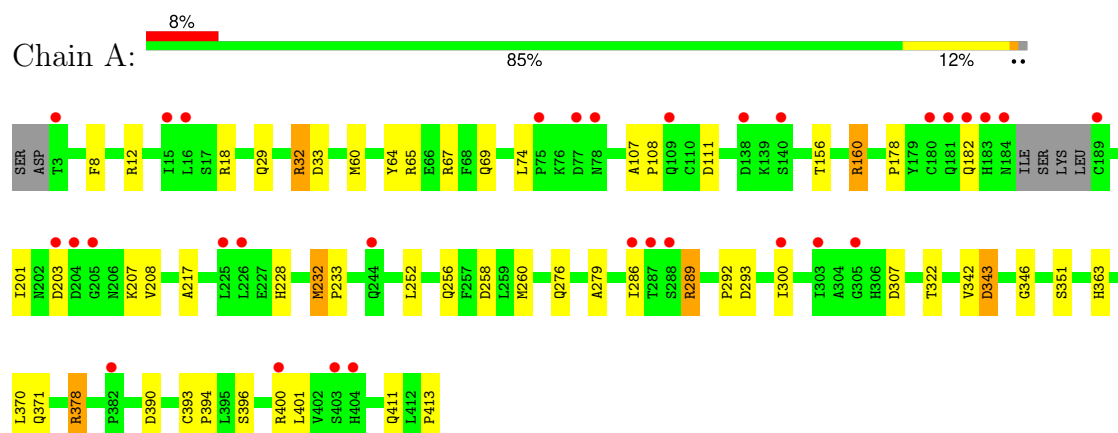 8%
Chain A:
85% 12% ••
SER ASP T3 F8 R12 I15 L16 S17 R18 Q29 R32 D33 M60 Y64 R65 E66 R67 F68 Q69 L74 P75 K76 D77 N78 A107 P108 Q109 C110 D111 D138 K139 S140 T156 R160 P178 Y179 C180 Q181 Q182 H183 N184 ILE SER LYS LEU C189
I201 N202 D203 D204 G205 N206 K207 V208 A217 L225 L226 E227 H228 M232 P233 Q244 L252 Q256 F257 D258 L259 M260 Q276 A279 I286 T287 S288 R289 P292 D293 I300 I303 A304 G305 H306 D307 T322 V342 D343 G346 S351 H363
L370 Q371 R378 P382 D390 C393 P394 L395 S396 R400 L401 V402 S403 H404 Q411 L412 P413